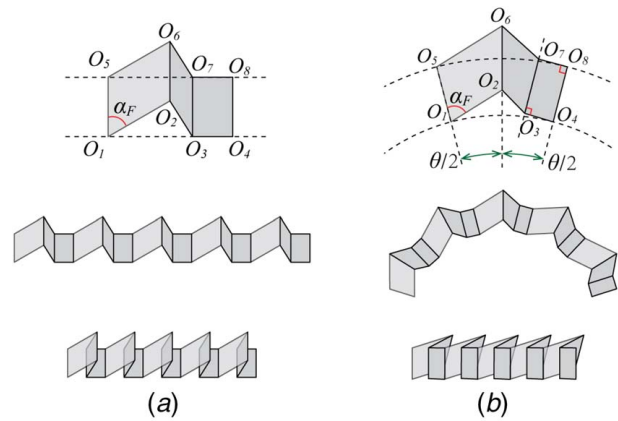 O6
O5 O7 O8
αF O2
O1 O3 O4
(a)
O6
O5 O7 O8
O2
αF
O1 O3 O4
θ/2 θ/2
(b)